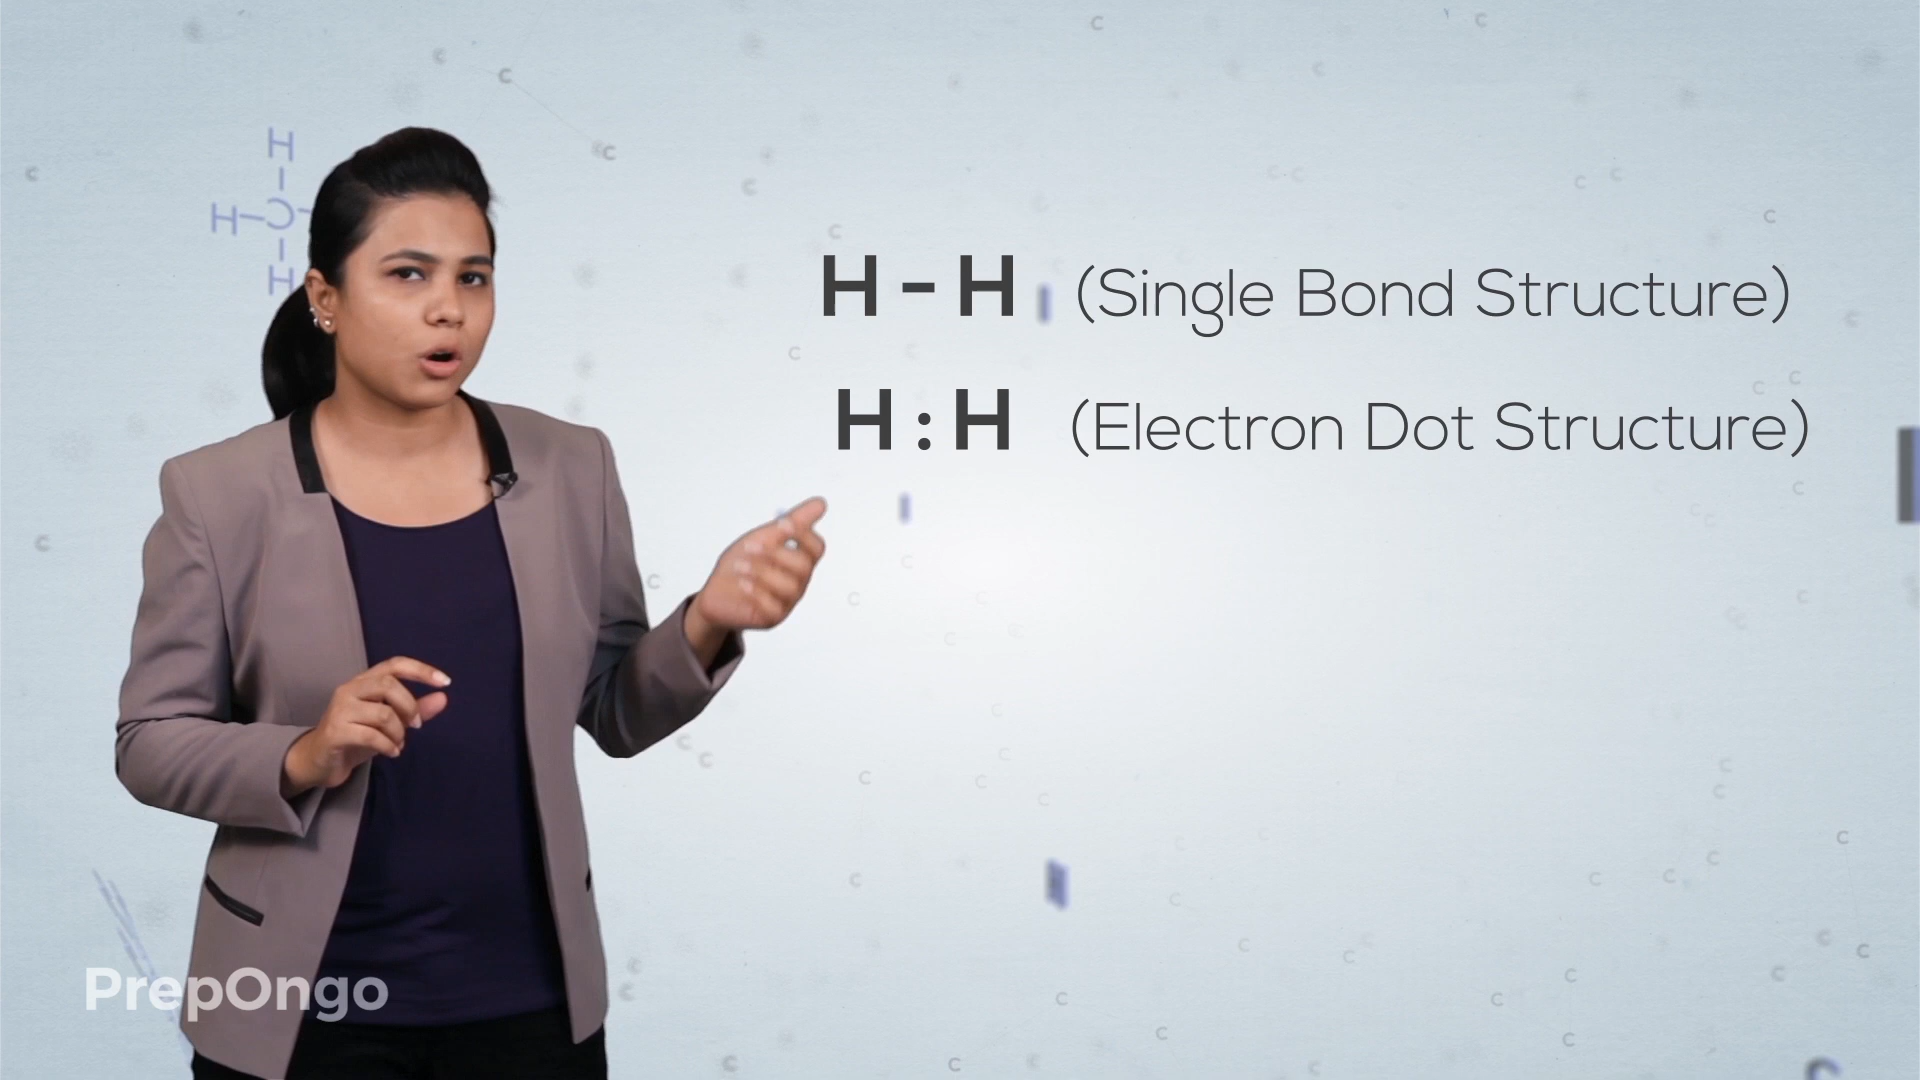 H
H-C-
H
H - H (Single Bond Structure)
H : H (Electron Dot Structure)
PrepOngo